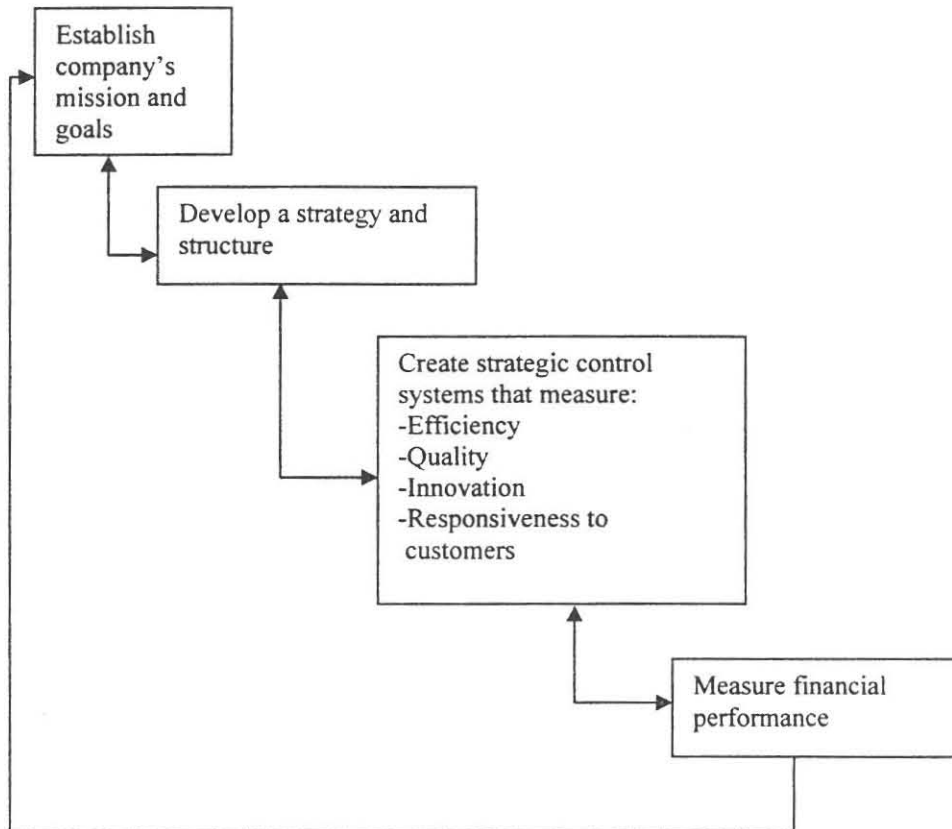 Establish
company's
mission and
goals
Develop a strategy and
structure
Create strategic control
systems that measure:
-Efficiency
-Quality
-Innovation
-Responsiveness to
customers
Measure financial
performance